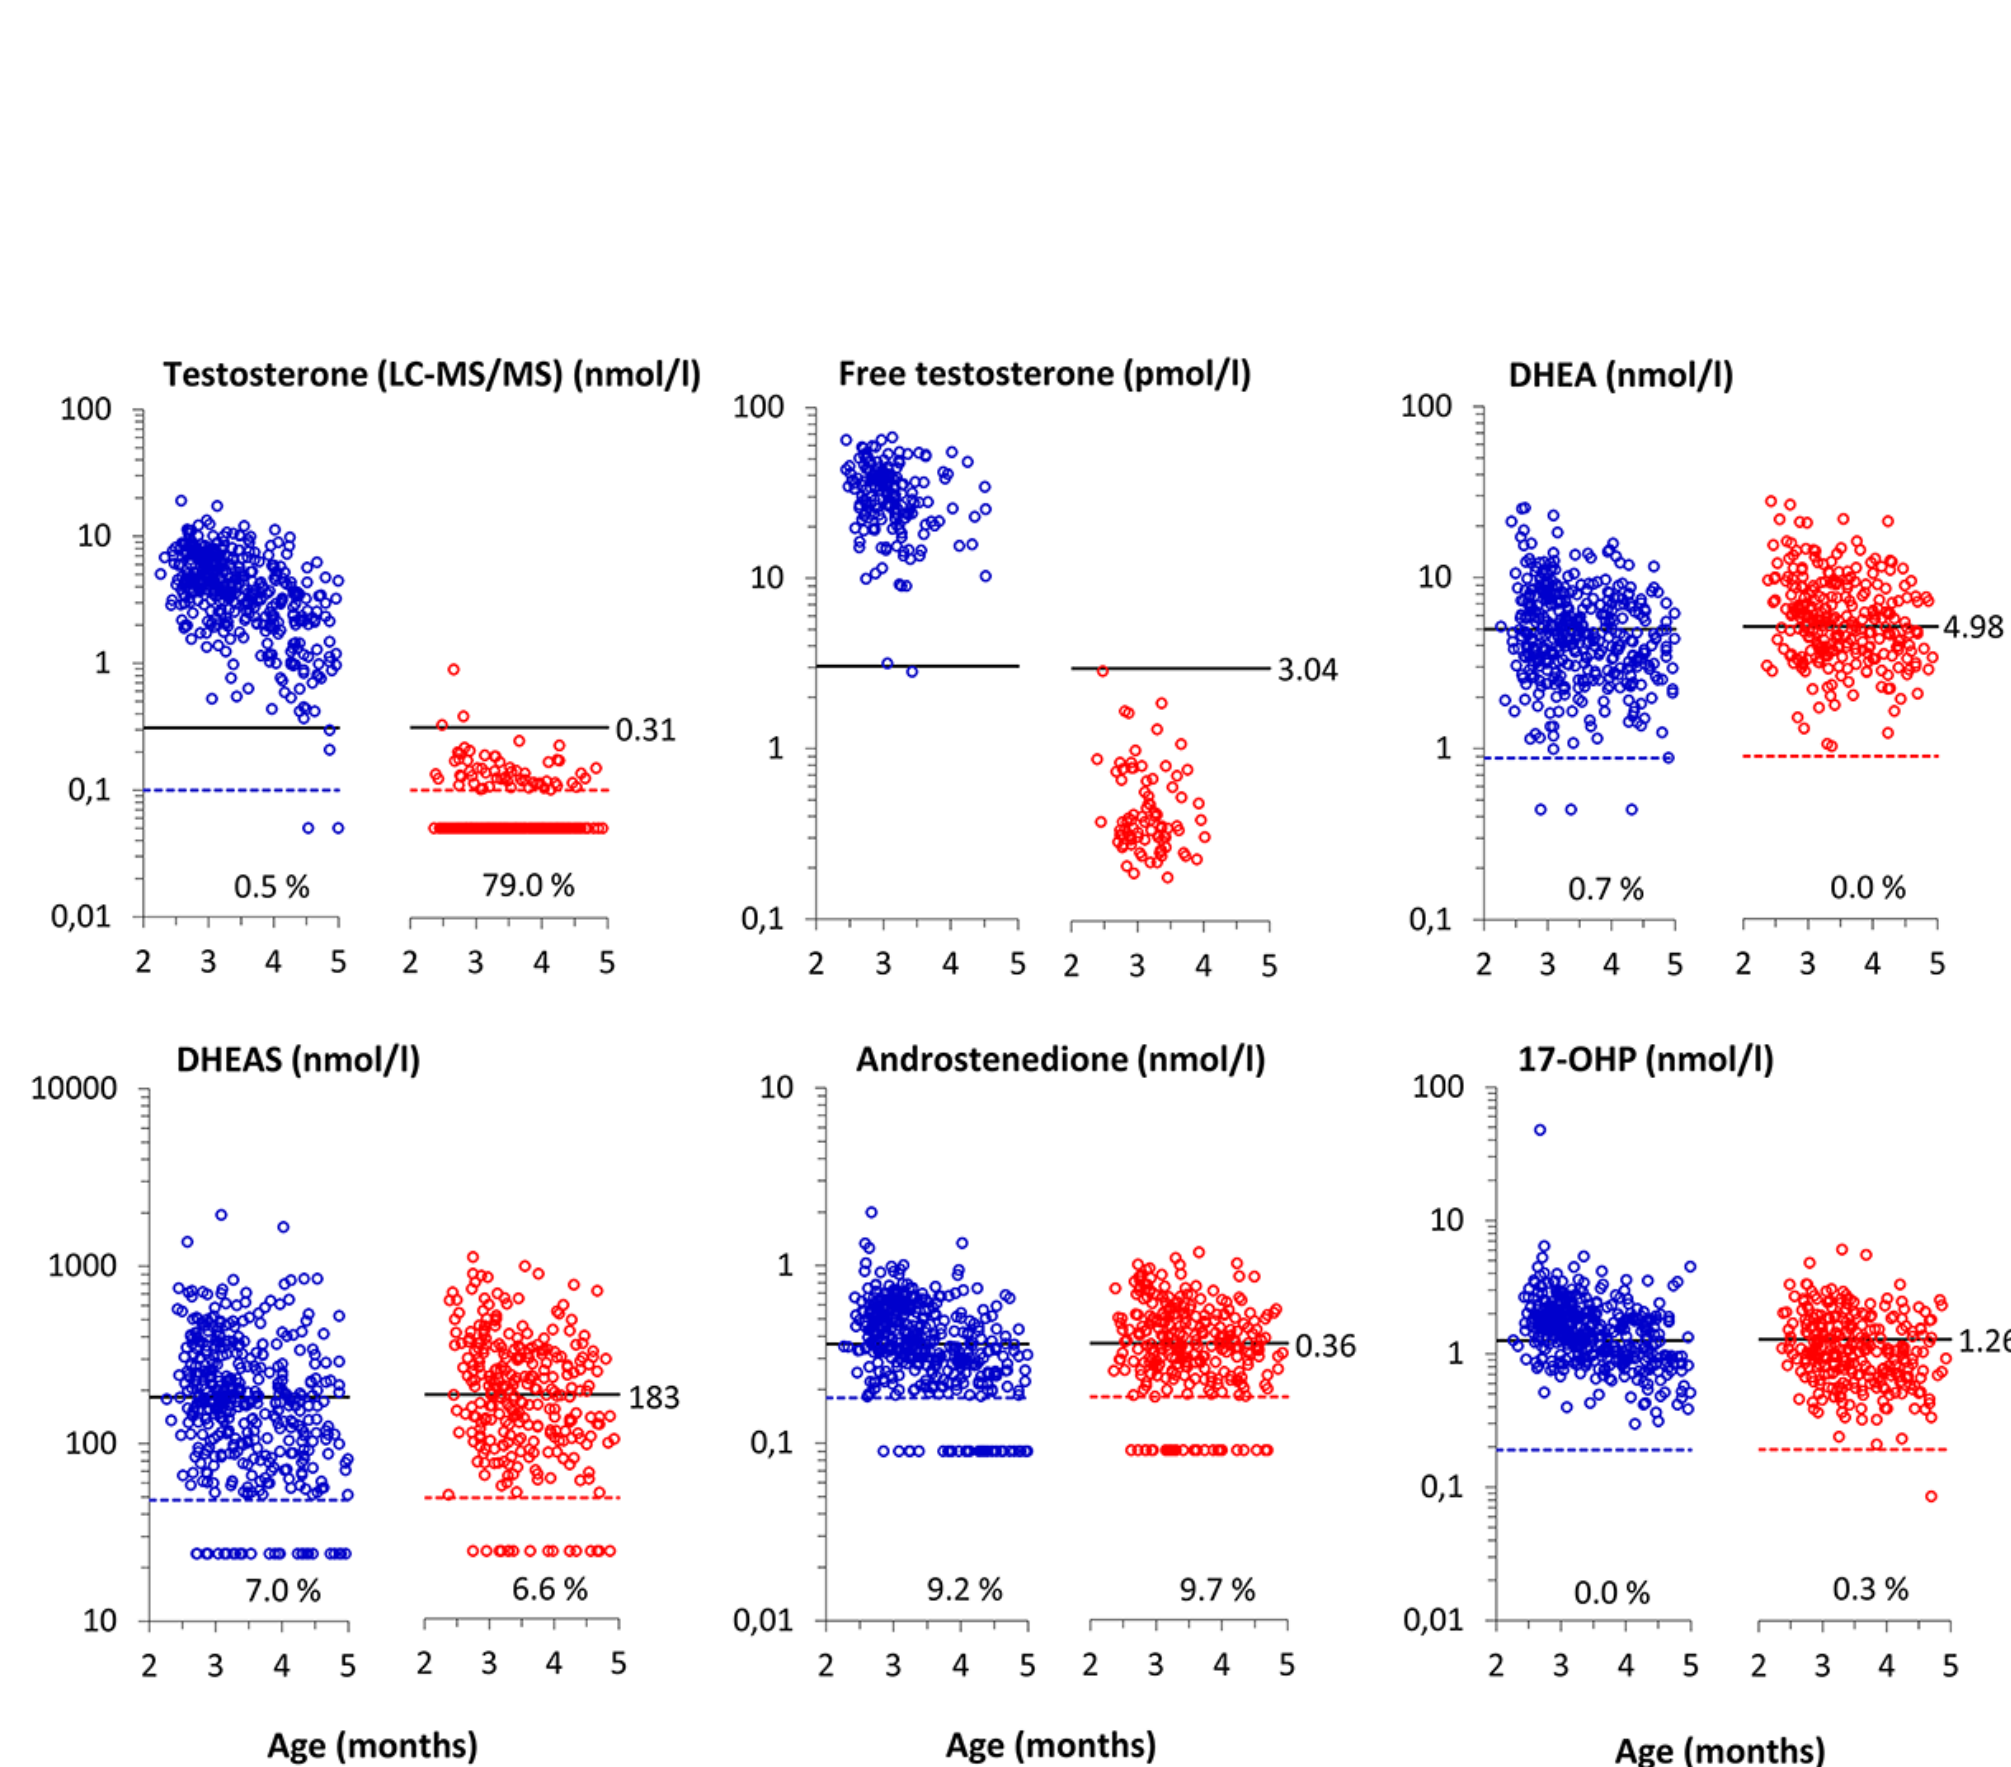 Testosterone (LC-MS/MS) (nmol/l)
100
10
1
0,1
0,01
0.31
0.5 %
79.0 %
2 3 4 5 2 3 4 5
Free testosterone (pmol/l)
100
10
1
0,1
3.04
2 3 4 5 2 3 4 5
DHEA (nmol/l)
100
10
1
0,1
4.98
0.7 %
0.0 %
2 3 4 5 2 3 4 5
DHEAS (nmol/l)
10000
1000
100
10
183
7.0 %
6.6 %
2 3 4 5 2 3 4 5
Age (months)
Androstenedione (nmol/l)
10
1
0,1
0,01
0.36
9.2 %
9.7 %
2 3 4 5 2 3 4 5
Age (months)
17-OHP (nmol/l)
100
10
1
0,1
0,01
1.26
0.0 %
0.3 %
2 3 4 5 2 3 4 5
Age (months)